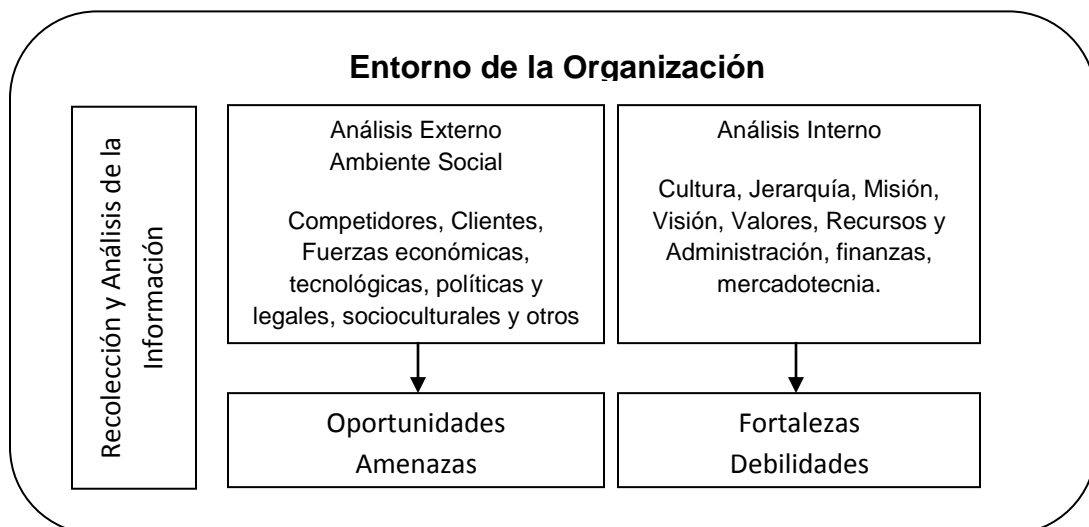 Entorno de la Organización
Recolección y Análisis de la
Información
Análisis Externo
Ambiente Social
Competidores, Clientes,
Fuerzas económicas,
tecnológicas, políticas y
legales, socioculturales y otros
Análisis Interno
Cultura, Jerarquía, Misión,
Visión, Valores, Recursos y
Administración, finanzas,
mercadotecnia.
Oportunidades
Amenazas
Fortalezas
Debilidades